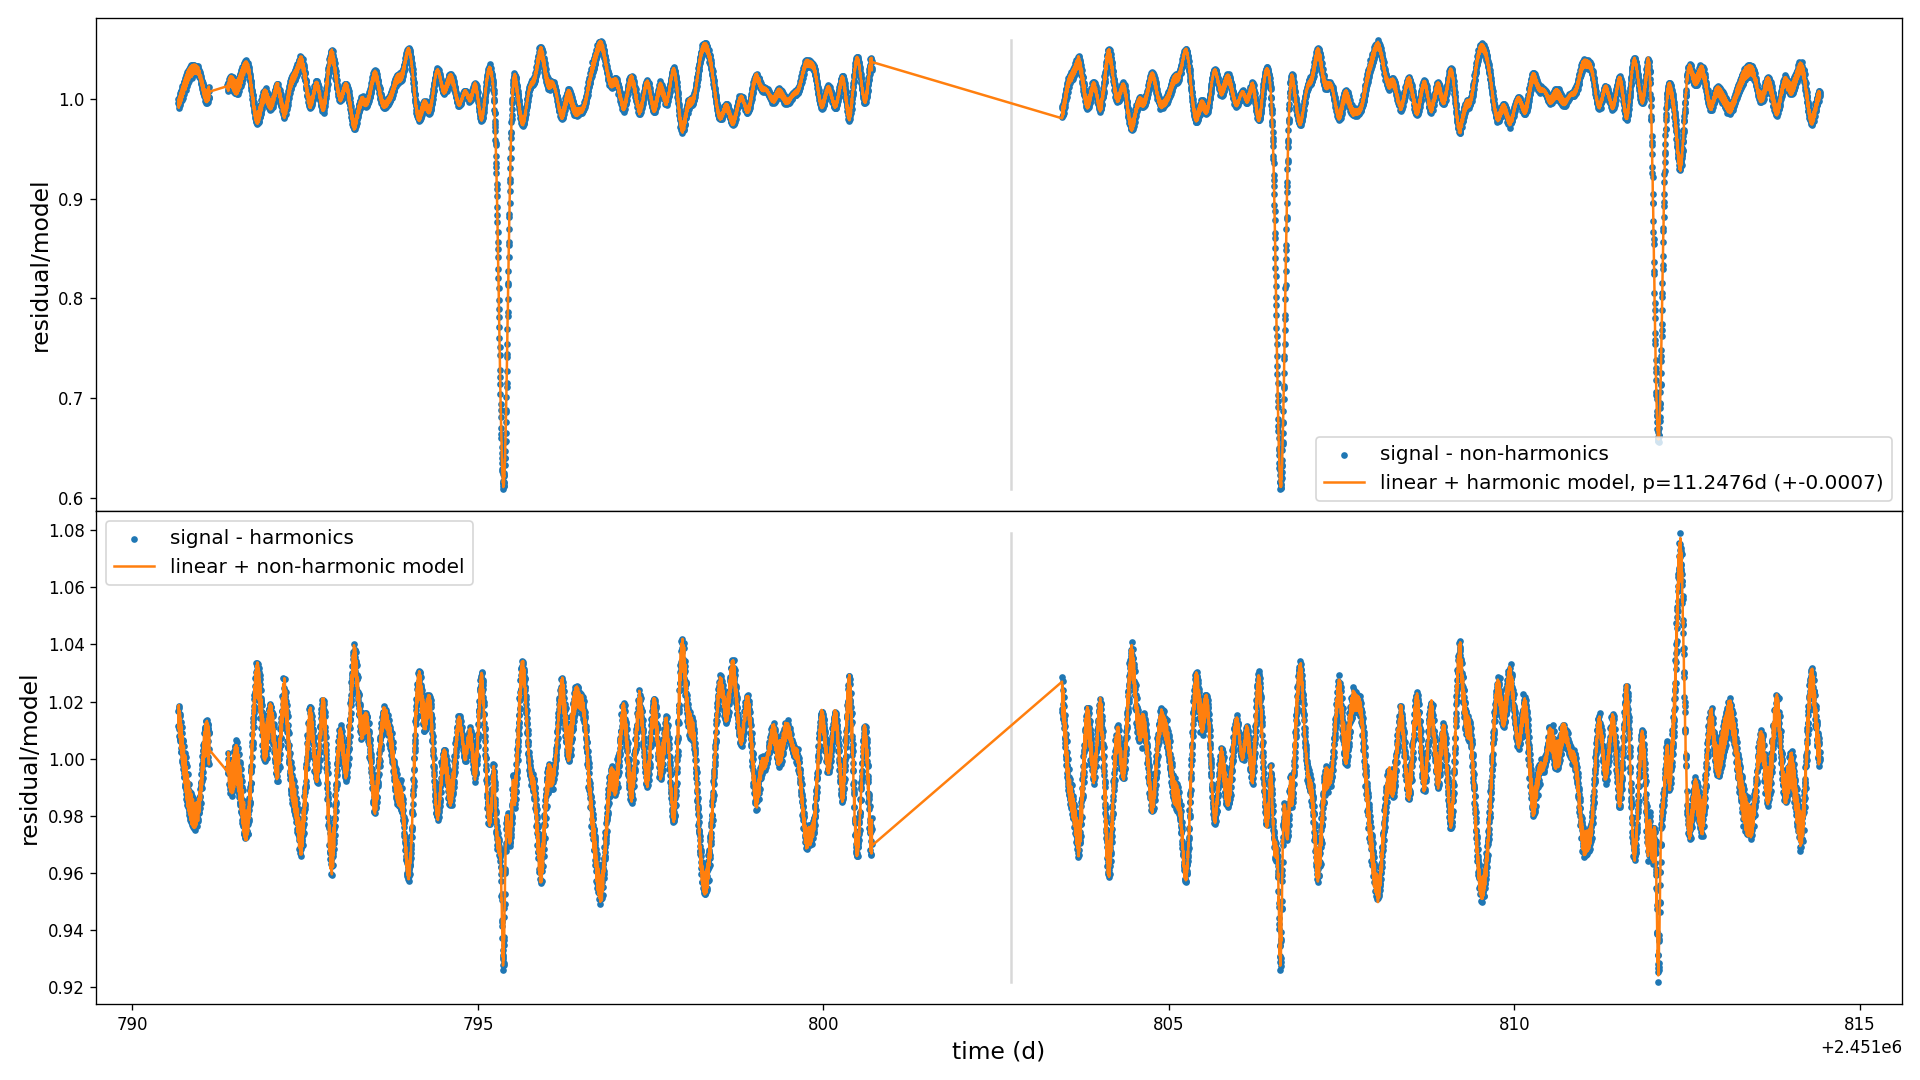 residual/model
1.0
0.9
0.8
0.7
0.6
signal - non-harmonics
linear + harmonic model, p=11.2476d (+-0.0007)
residual/model
1.08
1.06
1.04
1.02
1.00
0.98
0.96
0.94
0.92
signal - harmonics
linear + non-harmonic model
790
795
800
805
810
815
time (d)
+2.451e6